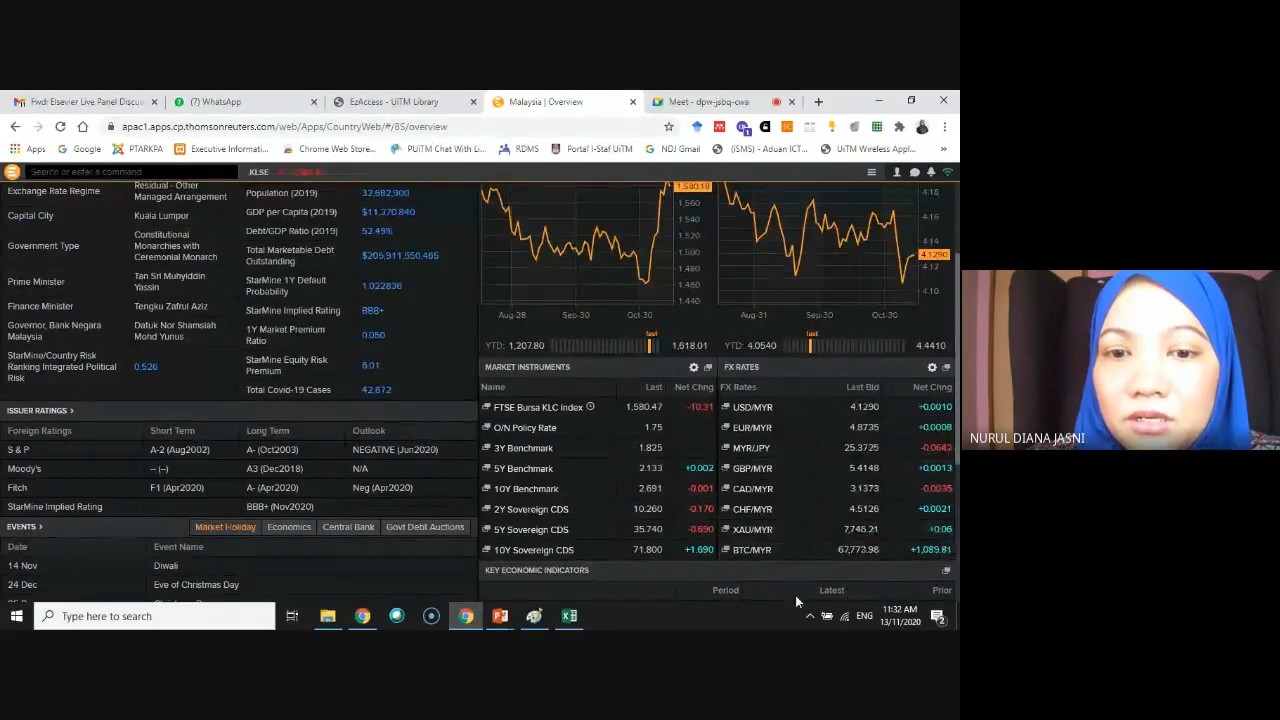 Fwd: Elsevier Live Panel Discus
(7) WhatsApp
EzAccess - UiTM Library
Malaysia | Overview
Meet - dpw-jsbq-cwa
apac1.apps.cp.thomsonreuters.com/web/Apps/CountryWeb/#/8S/overview
Apps
Google
PTARKPA
Executive Informati...
Chrome Web Store...
PUiTM Chat With Li...
RDMS
Portal I-Staf UiTM
NDJ Gmail
(iSMS) - Aduan ICT...
UiTM Wireless Appl...
Search or enter a command
.KLSE
Exchange Rate Regime
Residual - Other
Managed Arrangement
Capital City
Kuala Lumpur
Government Type
Constitutional
Monarchies with
Ceremonial Monarch
Prime Minister
Tan Sri Muhyiddin
Yassin
Finance Minister
Tengku Zafrul Aziz
Governor, Bank Negara
Malaysia
Datuk Nor Shamsiah
Mohd Yunus
StarMine/Country Risk
Ranking Integrated Political
Risk
0.526
Population (2019)
32,682,900
GDP per Capita (2019)
$11,370.840
Debt/GDP Ratio (2019)
52.49%
Total Marketable Debt
Outstanding
$205,911,550,465
StarMine 1Y Default
Probability
1.022836
StarMine Implied Rating
BBB+
1Y Market Premium
Ratio
0.050
StarMine Equity Risk
Premium
6.01
Total Covid-19 Cases
42,872
1,580.18
1,560
1,540
1,520
1,500
1,480
1,460
1,440
Aug-28
Sep-30
Oct-30
last
YTD: 1,207.80
1,618.01
4.18
4.16
4.14
4.1290
4.12
4.10
Aug-31
Sep-30
Oct-30
last
YTD: 4.0540
4.4410
ISSUER RATINGS >
Foreign Ratings Short Term Long Term Outlook
S & P A-2 (Aug2002) A- (Oct2003) NEGATIVE (Jun2020)
Moody's -- (--) A3 (Dec2018) N/A
Fitch F1 (Apr2020) A- (Apr2020) Neg (Apr2020)
StarMine Implied Rating BBB+ (Nov2020)
EVENTS > Market Holiday Economics Central Bank Govt Debt Auctions
Date Event Name
14 Nov Diwali
24 Dec Eve of Christmas Day
MARKET INSTRUMENTS
Name Last Net Chng
FTSE Bursa KLC Index 1,580.47 -10.31
O/N Policy Rate 1.75
3Y Benchmark 1.825
5Y Benchmark 2.133 +0.002
10Y Benchmark 2.691 -0.001
2Y Sovereign CDS 10.260 -0.170
5Y Sovereign CDS 35.740 -0.690
10Y Sovereign CDS 71.800 +1.690
FX RATES
FX Rates Last Bid Net Chng
USD/MYR 4.1290 +0.0010
EUR/MYR 4.8735 +0.0008
MYR/JPY 25.3725 -0.0642
GBP/MYR 5.4148 +0.0013
CAD/MYR 3.1373 -0.0035
CHF/MYR 4.5126 +0.0021
XAU/MYR 7,746.21 +0.06
BTC/MYR 67,773.98 +1,089.81
KEY ECONOMIC INDICATORS
Period Latest Prior
NURUL DIANA JASNI
Type here to search
ENG
11:32 AM
13/11/2020
2